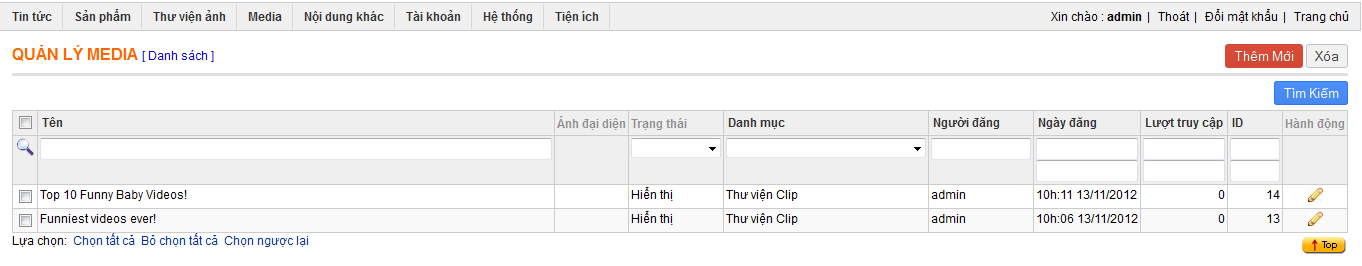 Tin tức Sản phẩm Thư viện ảnh Media Nội dung khác Tài khoản Hệ thống Tiện ích Xin chào : admin | Thoát | Đổi mật khẩu | Trang chủ
QUẢN LÝ MEDIA [ Danh sách ] Thêm Mới Xóa
Tìm Kiếm
Tên Ảnh đại diện Trạng thái Danh mục Người đăng Ngày đăng Lượt truy cập ID Hành động
Top 10 Funny Baby Videos! Hiển thị Thư viện Clip admin 10h:11 13/11/2012 0 14
Funniest videos ever! Hiển thị Thư viện Clip admin 10h:06 13/11/2012 0 13
Lựa chọn: Chọn tất cả Bỏ chọn tất cả Chọn ngược lại Top